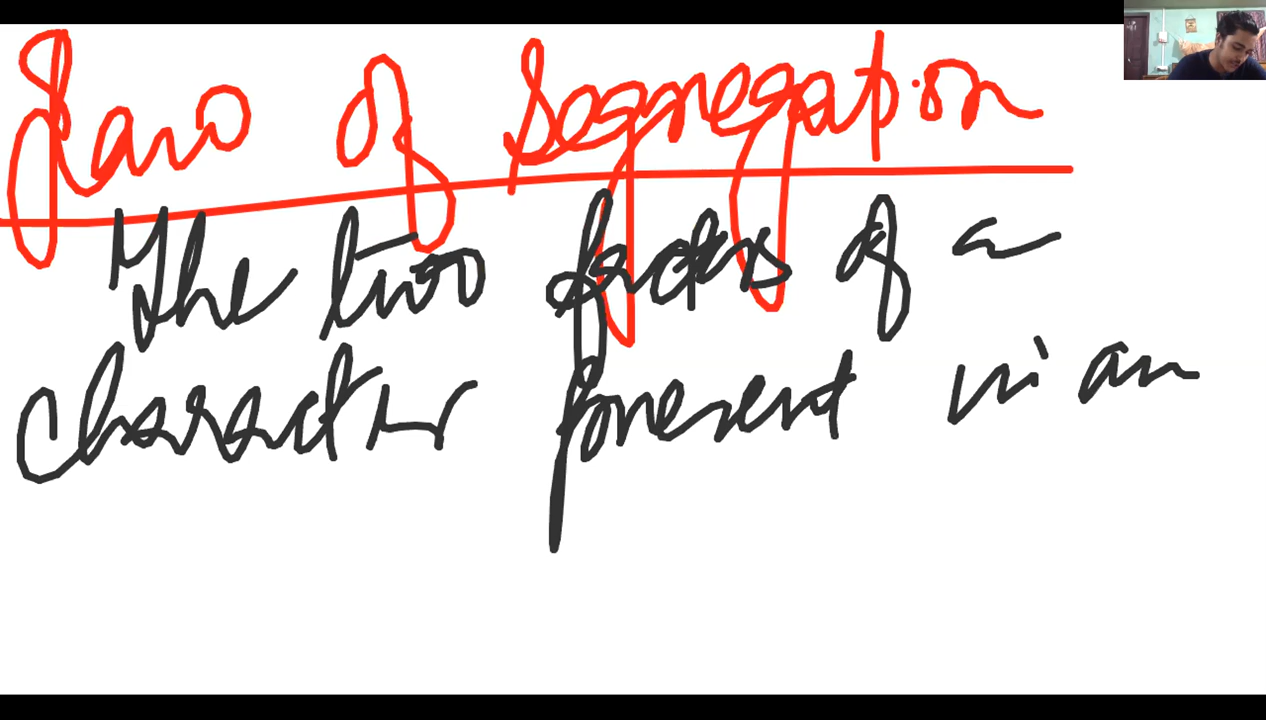 Law of Segregation
The two factors of a
character present in an